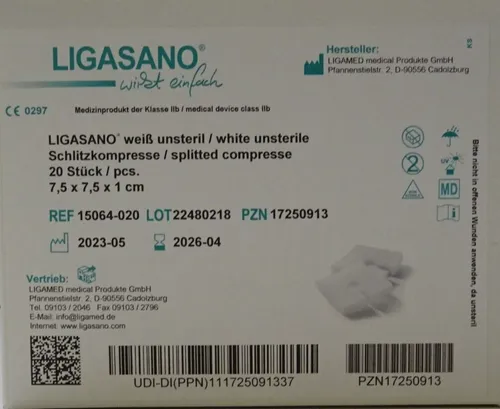 LIGASANO®
wirkt einfach
Hersteller:
LIGAMED medical Produkte GmbH
Pfannenstielstr. 2, D-90556 Cadolzburg
KS
CE 0297
Medizinprodukt der Klasse IIb / medical device class IIb
LIGASANO® weiß unsteril / white unsterile
Schlitzkompresse / splitted compresse
20 Stück / pcs.
7,5 x 7,5 x 1 cm
REF 15064-020 LOT 22480218 PZN 17250913
2023-05 2026-04
2
UV
MD
Bitte nicht in offenen Wunden anwenden, da unsteril
Vertrieb:
LIGAMED medical Produkte GmbH
Pfannenstielstr. 2, D-90556 Cadolzburg
Tel. 09103 / 2046 Fax 09103 / 2796
E-Mail: info@ligamed.de
Internet: www.ligasano.com
UDI-DI(PPN)111725091337
PZN17250913